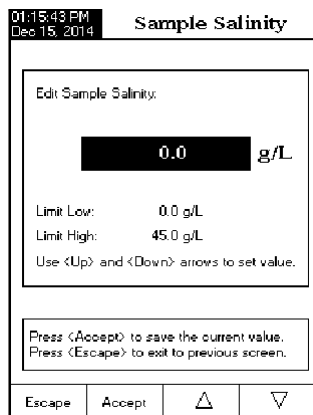 01:15:43 PM
Dec 15, 2014
Sample Salinity
Edit Sample Salinity:
0.0 g/L
Limit Low: 0.0 g/L
Limit High: 45.0 g/L
Use <Up> and <Down> arrows to set value.
Press <Accept> to save the current value.
Press <Escape> to exit to previous screen.
Escape Accept △ ▽